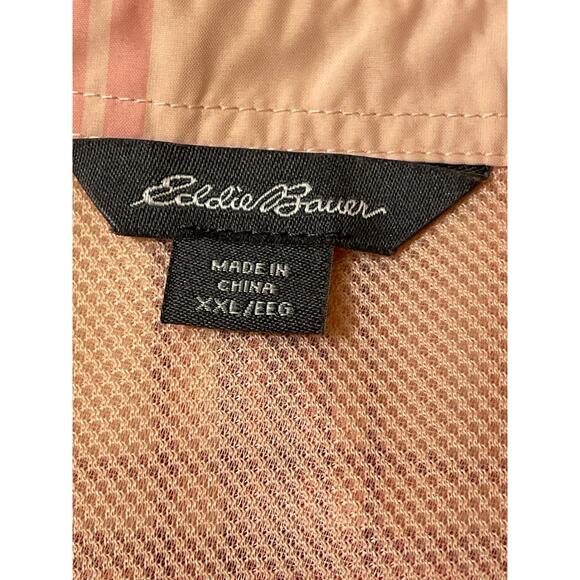 Eddie Bauer
MADE IN
CHINA
XXL/EEG